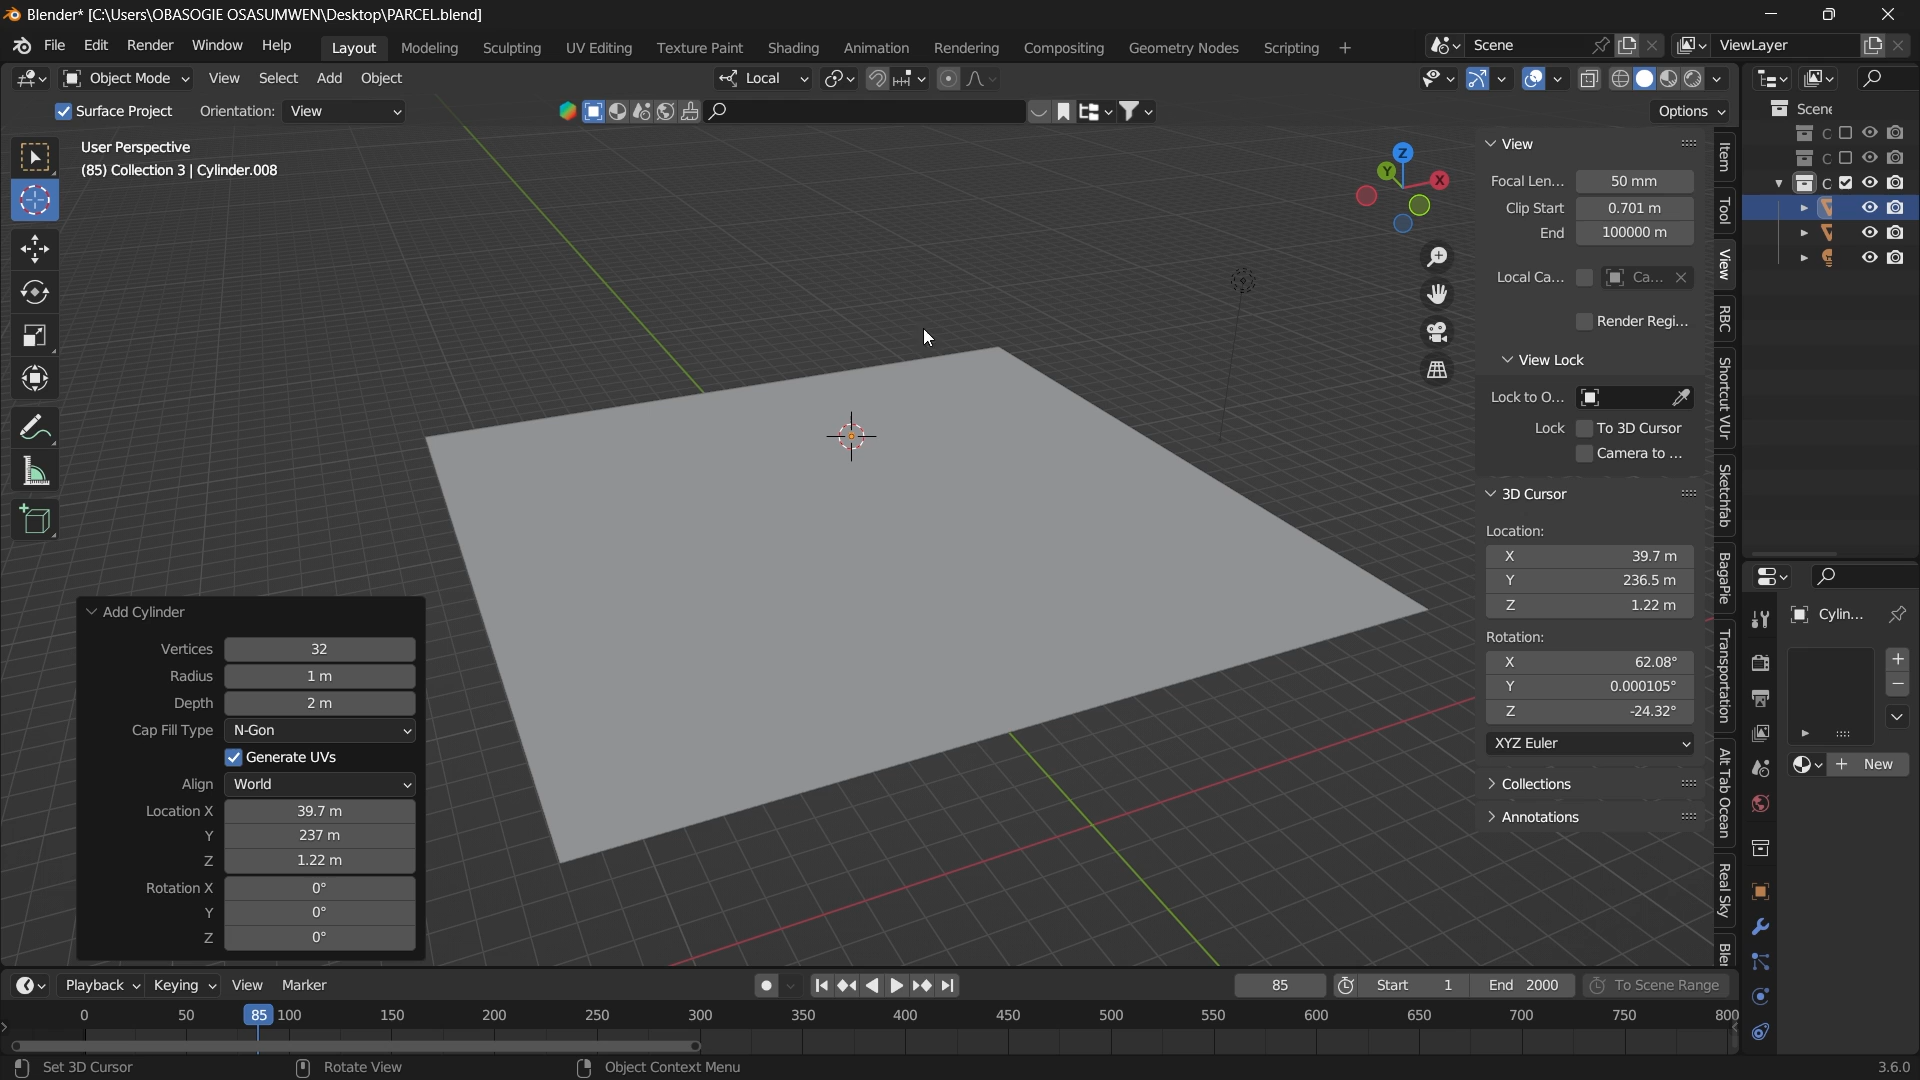 Blender* [C:\Users\OBASOGIE OSASUMWEN\Desktop\PARCEL.blend]
File Edit Render Window Help Layout Modeling Sculpting UV Editing Texture Paint Shading Animation Rendering Compositing Geometry Nodes Scripting + Scene ViewLayer
Object Mode View Select Add Object Local
Surface Project Orientation: View Options
User Perspective
(85) Collection 3 | Cylinder.008
Z
Y
X
View
Focal Len... 50 mm
Clip Start 0.701 m
End 100000 m
Local Ca... Ca...
Render Regi...
View Lock
Lock to O...
Lock To 3D Cursor
Camera to ...
3D Cursor
Location:
X 39.7 m
Y 236.5 m
Z 1.22 m
Rotation:
X 62.08°
Y 0.000105°
Z -24.32°
XYZ Euler
Collections
Annotations
Item
Tool
View
RBC
Shortcut VUr
Sketchfab
BagaPie
Transportation
Alt Tab Ocean
Real Sky
Ble
Scene
C
C
C
Cylin...
+
−
+ New
Add Cylinder
Vertices 32
Radius 1 m
Depth 2 m
Cap Fill Type N-Gon
Generate UVs
Align World
Location X 39.7 m
Y 237 m
Z 1.22 m
Rotation X 0°
Y 0°
Z 0°
Playback Keying View Marker 85 Start 1 End 2000 To Scene Range
0 50 85 100 150 200 250 300 350 400 450 500 550 600 650 700 750 800
Set 3D Cursor Rotate View Object Context Menu 3.6.0